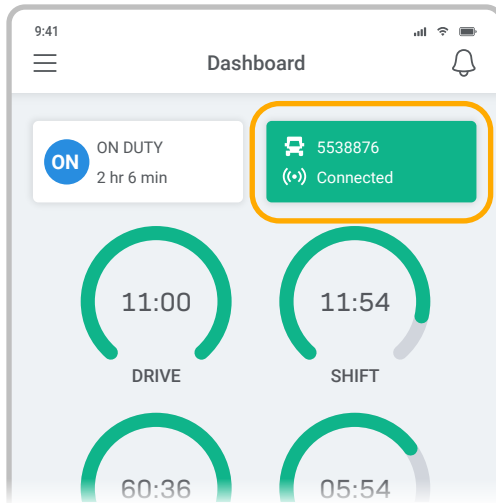 9:41
Dashboard
ON
ON DUTY
2 hr 6 min
5538876
Connected
11:00
11:54
DRIVE
SHIFT
60:36
05:54